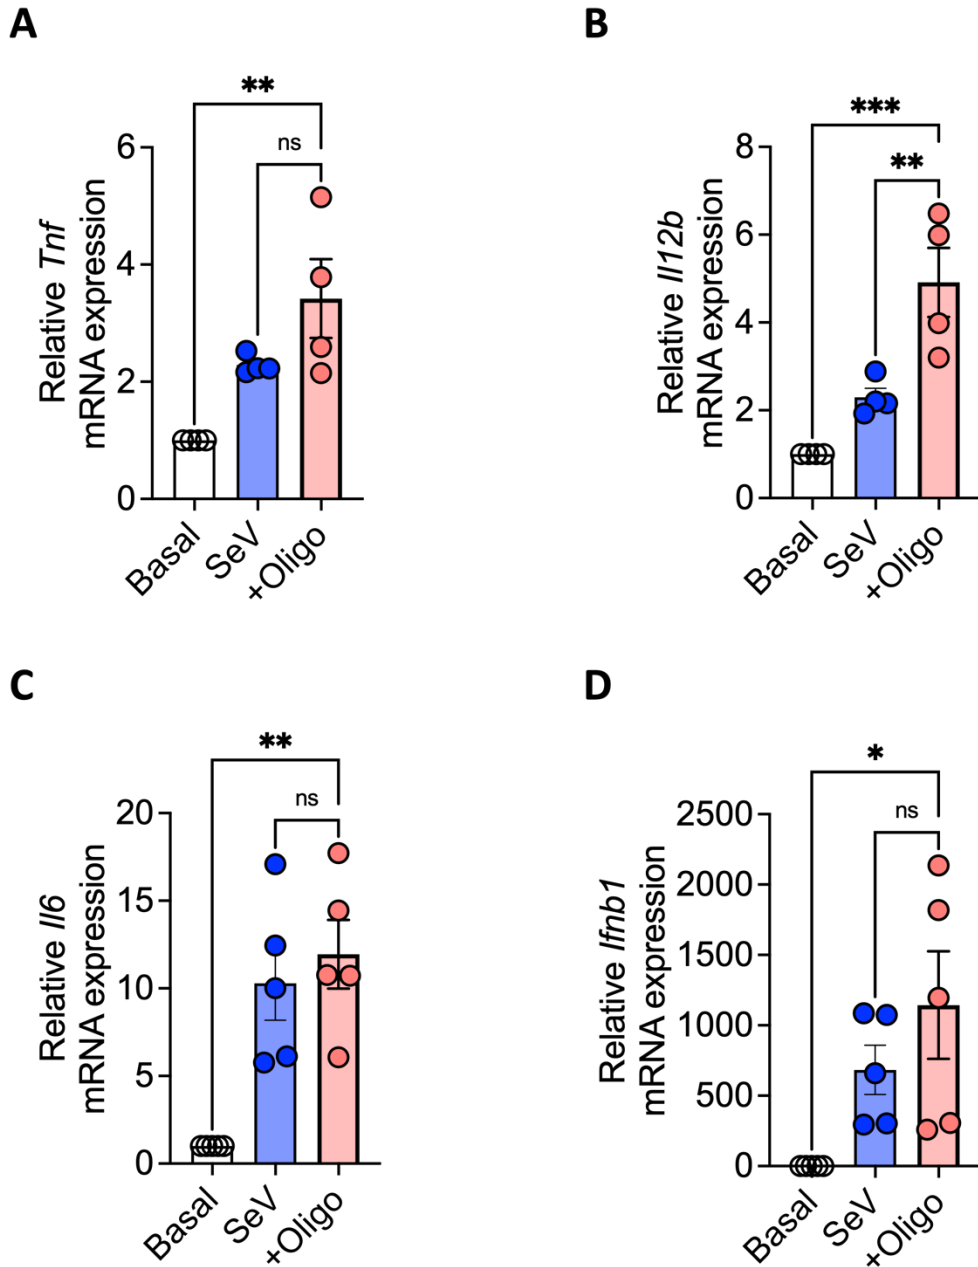 A
**
ns
Relative Tnf
mRNA expression
6
4
2
0
Basal
SeV
+Oligo
B
***
**
Relative Il12b
mRNA expression
8
6
4
2
0
Basal
SeV
+Oligo
C
**
ns
Relative Il6
mRNA expression
20
15
10
5
0
Basal
SeV
+Oligo
D
*
ns
Relative Ifnb1
mRNA expression
2500
2000
1500
1000
500
0
Basal
SeV
+Oligo